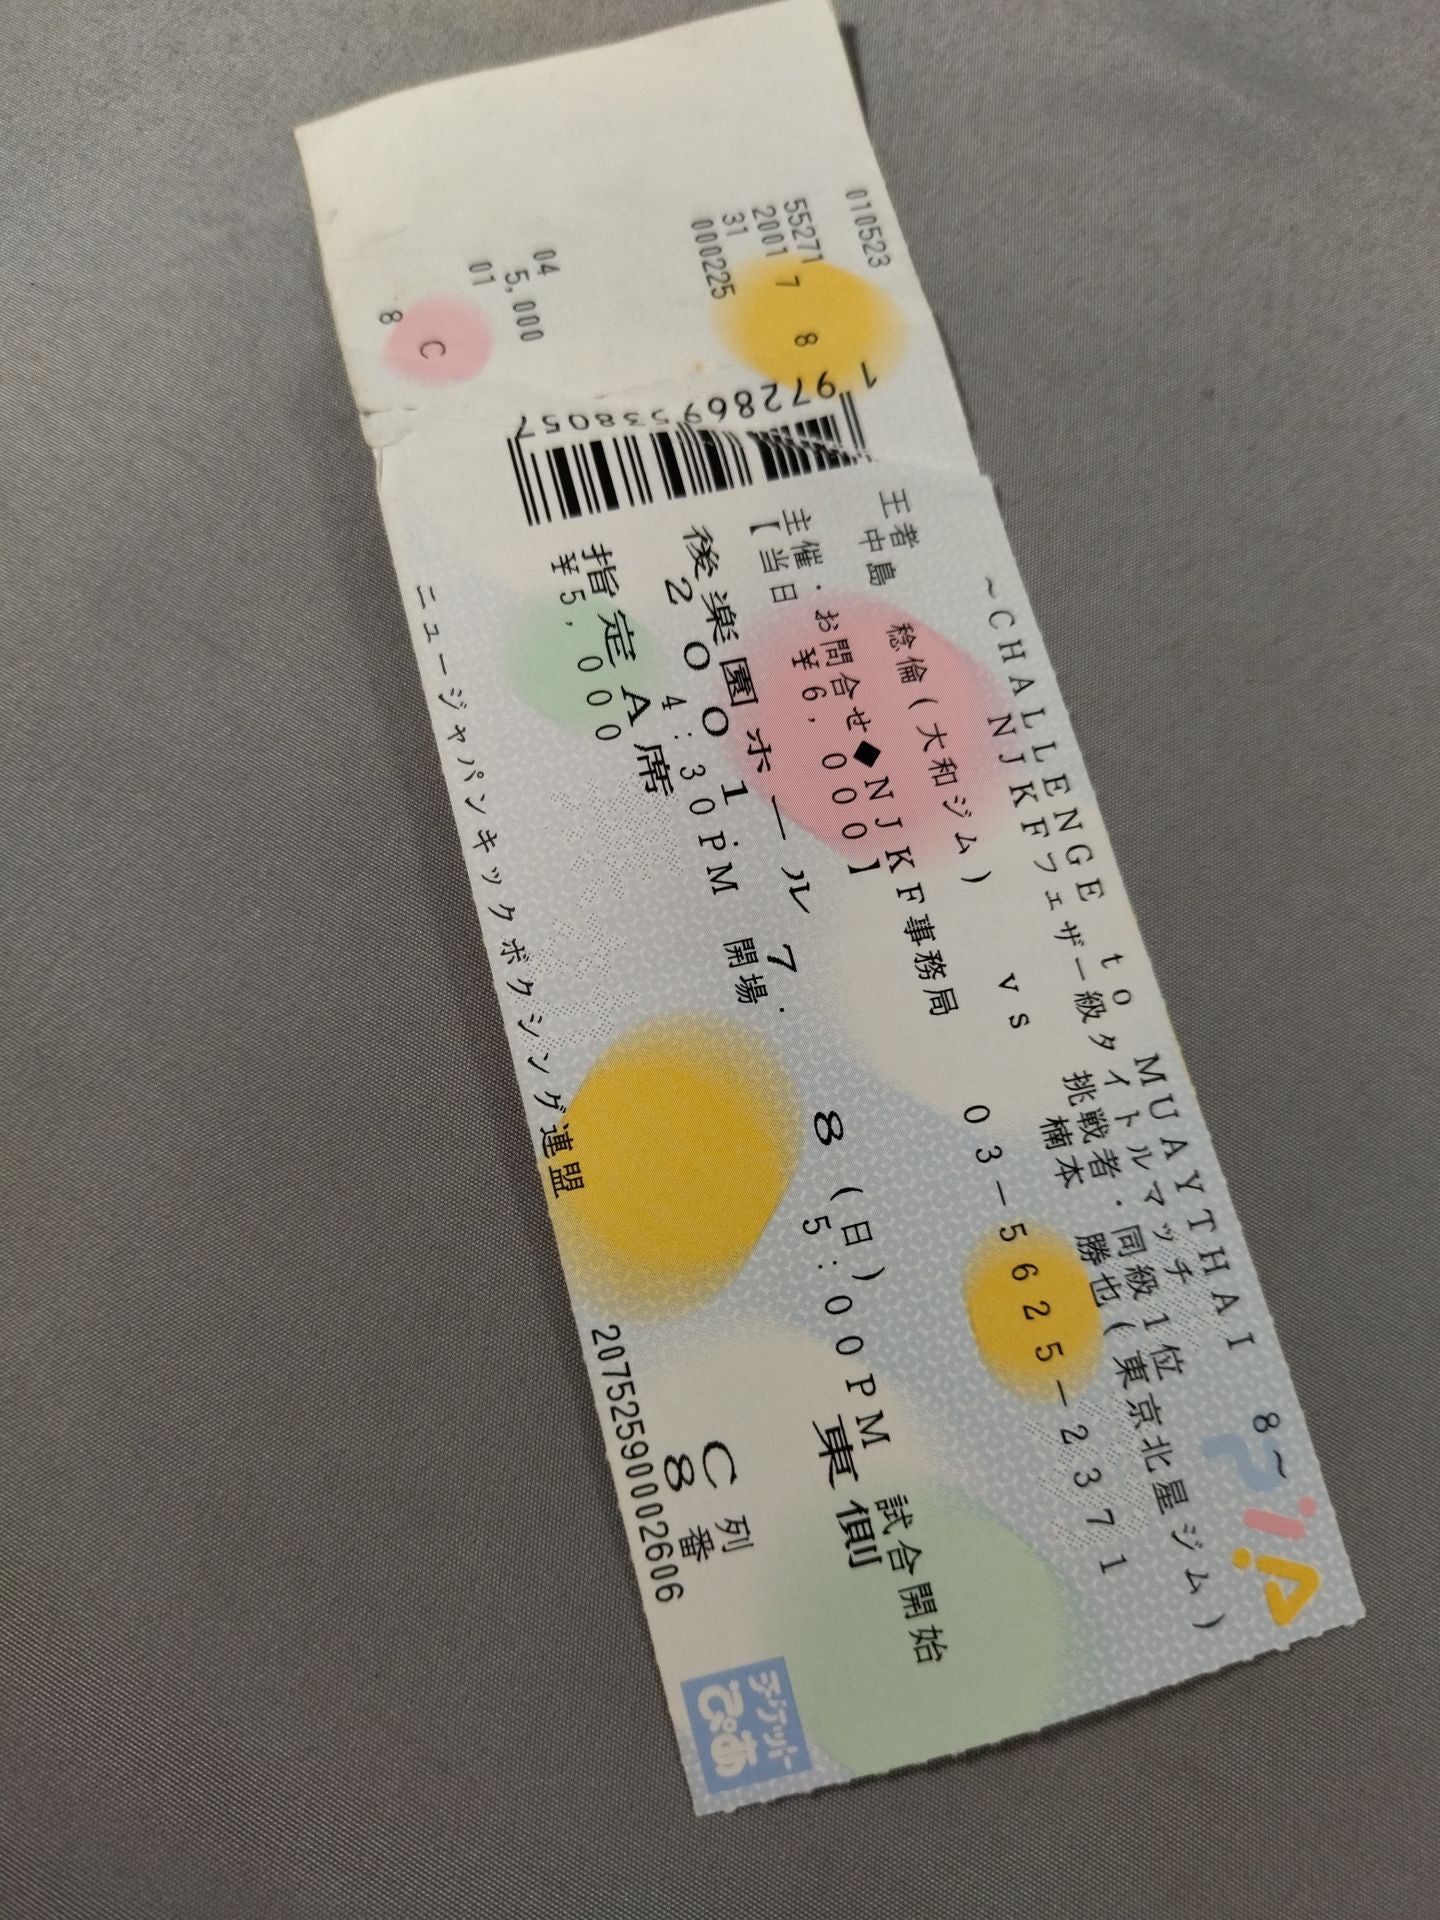 ニュージャパンキックボクシング連盟
~CHALLENGE to MUAYTHAI 8~
NJKFフェザー級タイトルマッチ
王者 挑戦者・同級1位
中島 稔倫(大和ジム) vs 楠本 勝也(東京北星ジム)
主催・お問合せ◆NJKF事務局 03-5625-2371
【当日 ¥6,000】
後楽園ホール
2001. 7. 8 (日)
4:30PM 開場 5:00PM 試合開始
指定A席 東側
¥5,000 C列
8番
20752590002606
チケットぴあ
PIA
1972869538057
010523
55271
2001 7 8
31
000225
04
5,000
01
C
8